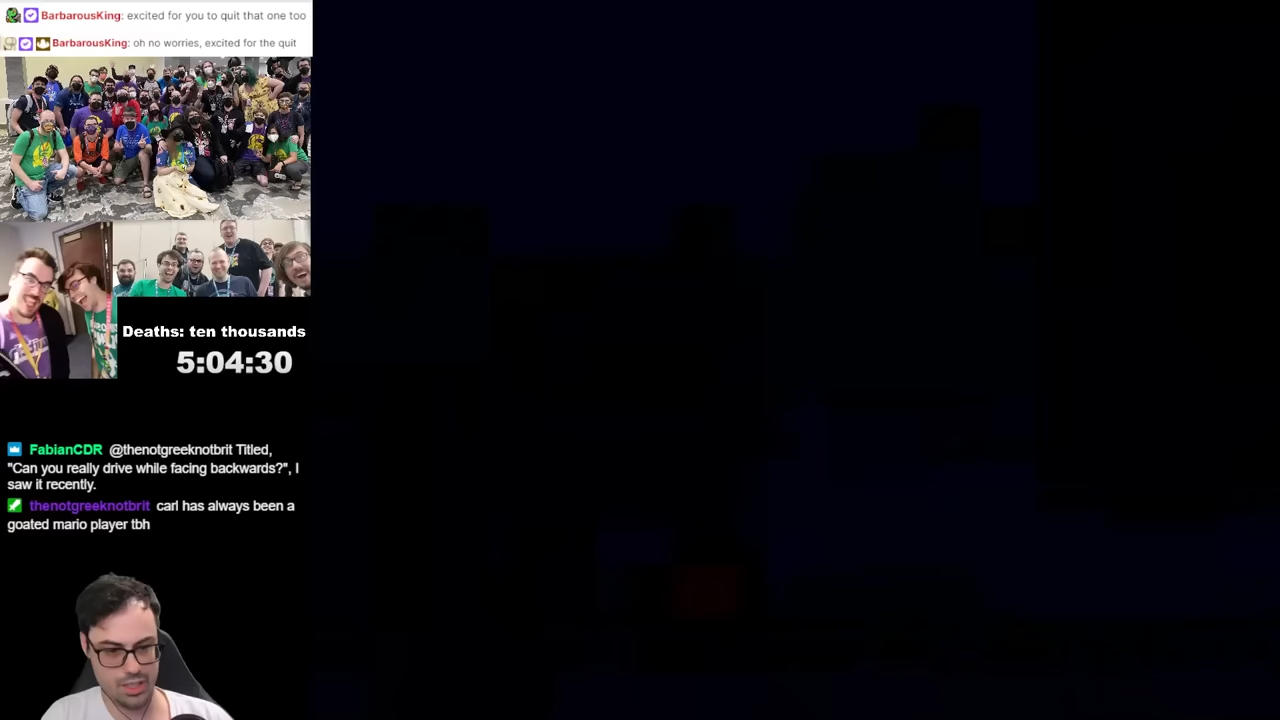 BarbarousKing: excited for you to quit that one too
BarbarousKing: oh no worries, excited for the quit
Deaths: ten thousands
5:04:30
FabianCDR @thenotgreeknotbrit Titled,
"Can you really drive while facing backwards?", I
saw it recently.
thenotgreeknotbrit carl has always been a
goated mario player tbh